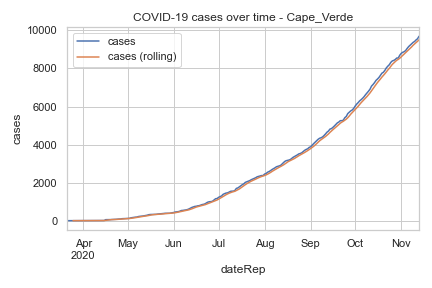 COVID-19 cases over time - Cape_Verde
cases
cases (rolling)
10000
8000
6000
4000
2000
0
cases
Apr May Jun Jul Aug Sep Oct Nov
2020
dateRep